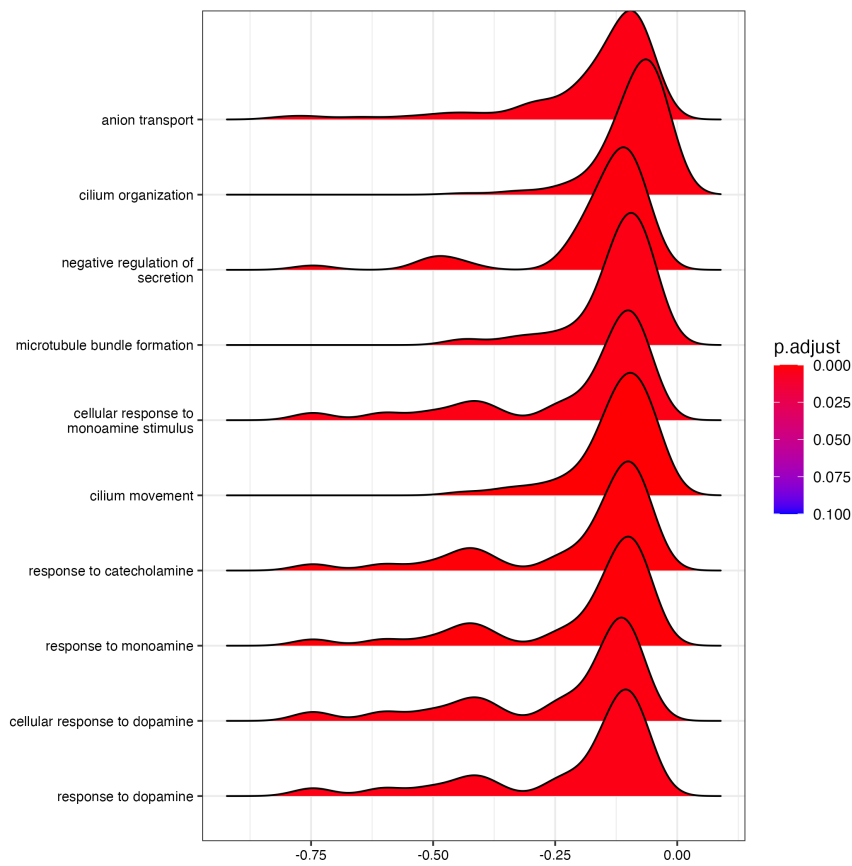 anion transport
cilium organization
negative regulation of
secretion
microtubule bundle formation
cellular response to
monoamine stimulus
cilium movement
response to catecholamine
response to monoamine
cellular response to dopamine
response to dopamine
-0.75
-0.50
-0.25
0.00
p.adjust
0.000
0.025
0.050
0.075
0.100